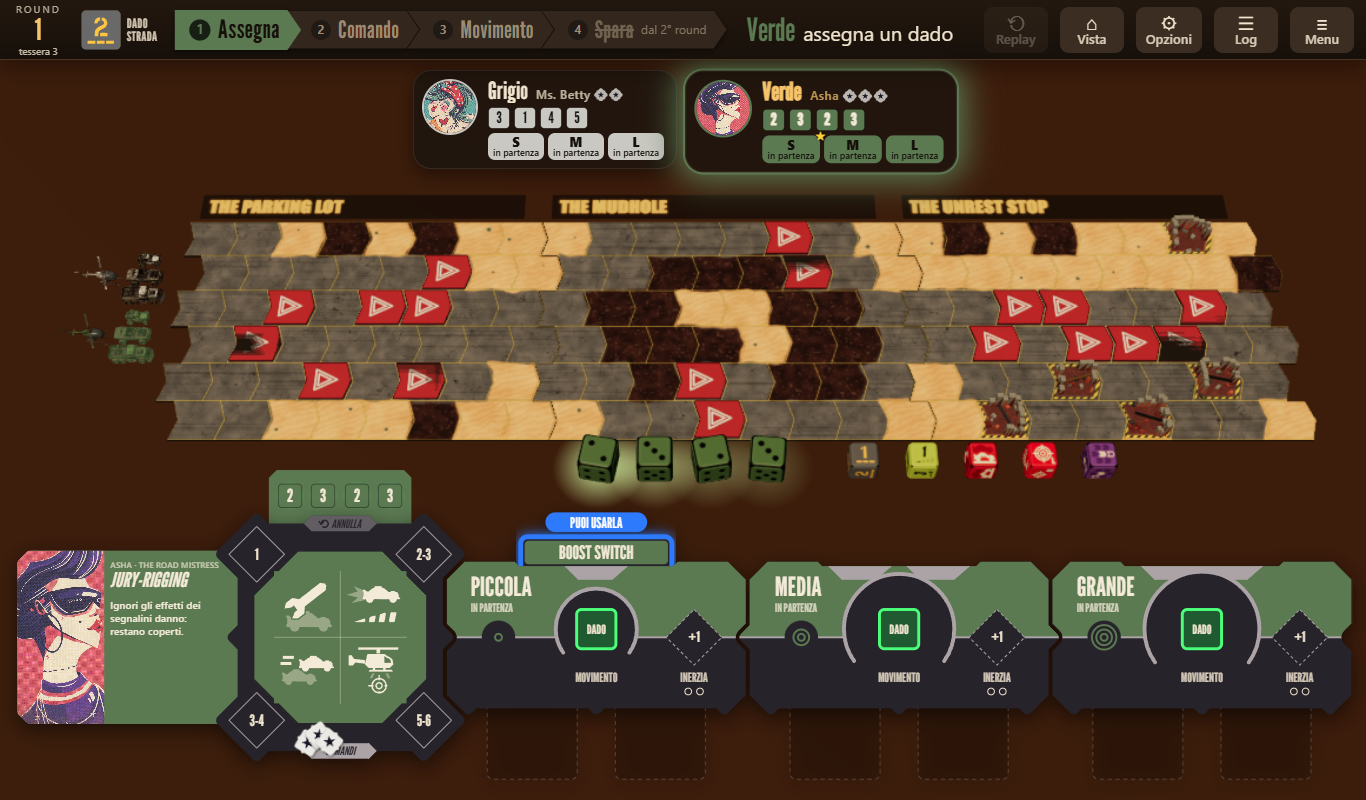 ROUND
1
tessera 3
2
DADO
STRADA
1 Assegna
2 Comando
3 Movimento
4 Spara dal 2° round
Verde assegna un dado
Replay
Vista
Opzioni
Log
Menu
Grigio Ms. Betty
3 1 4 5
S
in partenza
M
in partenza
L
in partenza
Verde Asha
2 3 2 3
S
in partenza
M
in partenza
L
in partenza
THE PARKING LOT
THE MUDHOLE
THE UNREST STOP
1
1
2 3 2 3
ANNULLA
1
2-3
3-4
5-6
ASHA - THE ROAD MISTRESS
JURY-RIGGING
Ignori gli effetti dei
segnalini danno:
restano coperti.
PUOI USARLA
BOOST SWITCH
PICCOLA
IN PARTENZA
DADO
+1
MOVIMENTO
INERZIA
MEDIA
IN PARTENZA
DADO
+1
MOVIMENTO
INERZIA
GRANDE
IN PARTENZA
DADO
+1
MOVIMENTO
INERZIA